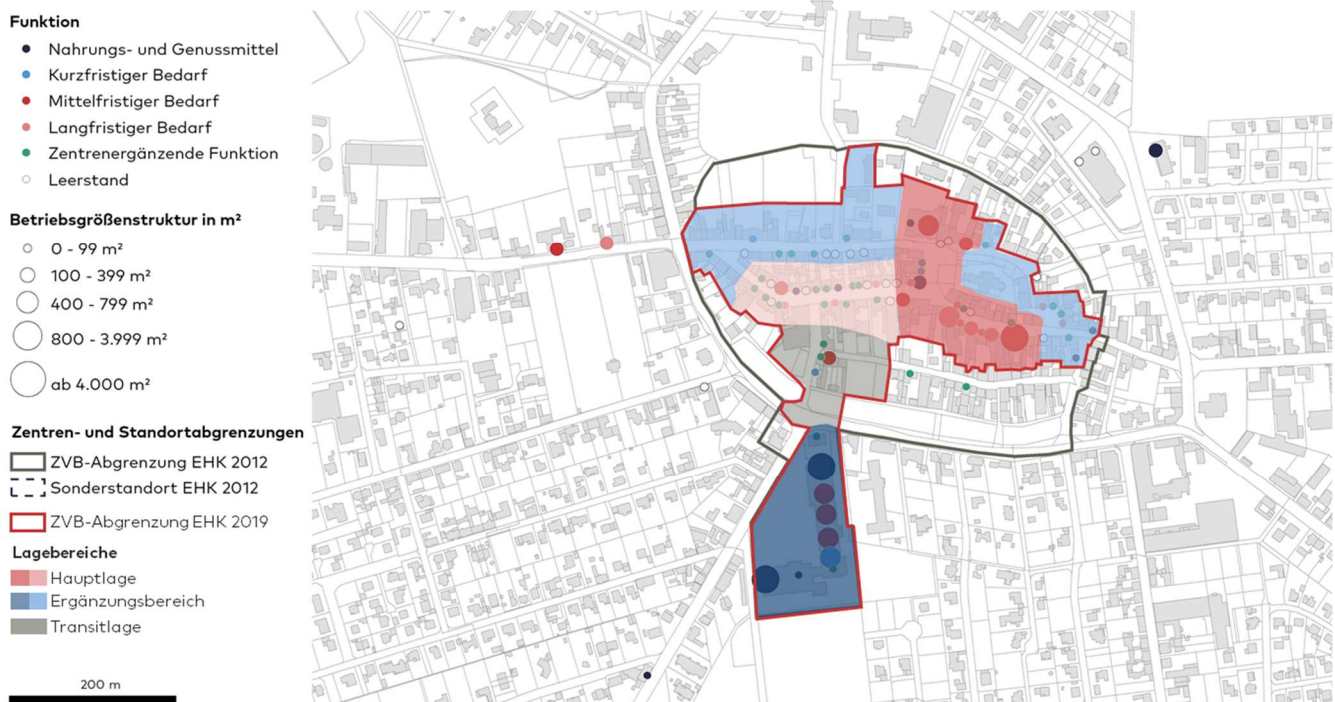 Funktion
Nahrungs- und Genussmittel
Kurzfristiger Bedarf
Mittelfristiger Bedarf
Langfristiger Bedarf
Zentrenergänzende Funktion
Leerstand
Betriebsgrößenstruktur in m²
0 - 99 m²
100 - 399 m²
400 - 799 m²
800 - 3.999 m²
ab 4.000 m²
Zentren- und Standortabgrenzungen
ZVB-Abgrenzung EHK 2012
Sonderstandort EHK 2012
ZVB-Abgrenzung EHK 2019
Lagebereiche
Hauptlage
Ergänzungsbereich
Transitlage
200 m